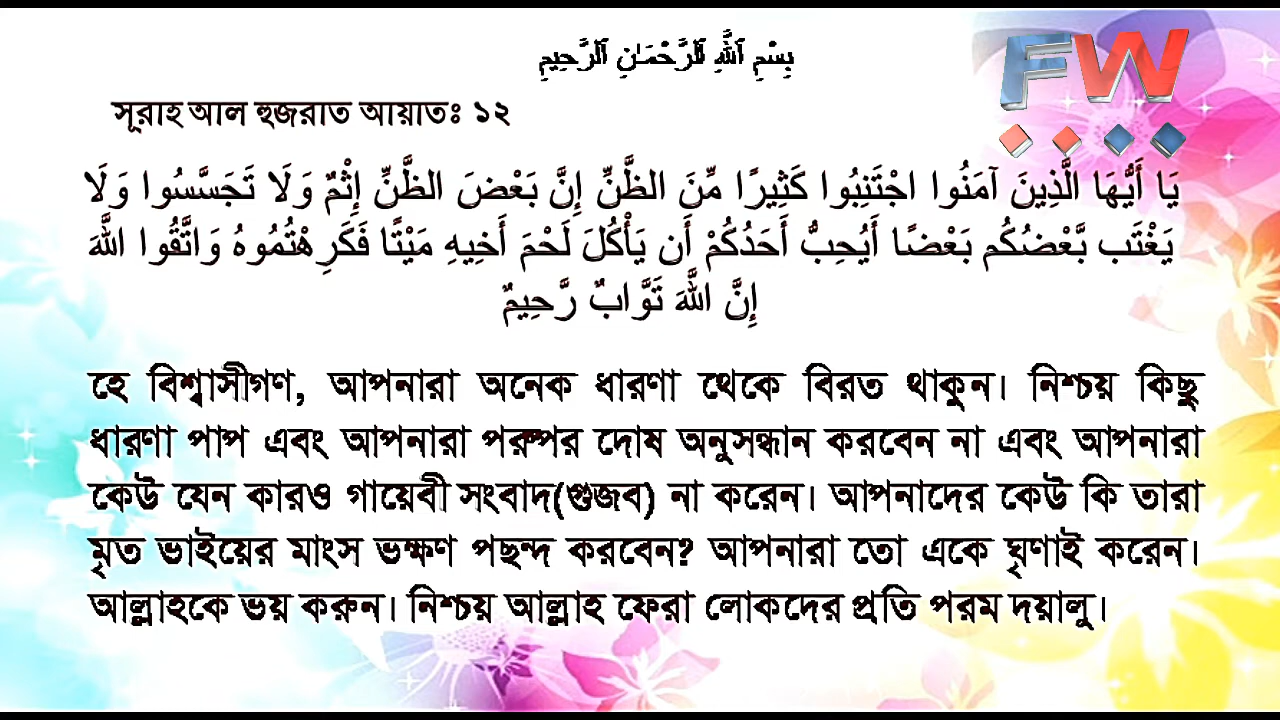 بِسْمِ ٱللَّهِ ٱلرَّحْمَـٰنِ ٱلرَّحِيمِ
FW
সূরাহ আল হুজরাত আয়াতঃ ১২
يَا أَيُّهَا الَّذِينَ آمَنُوا اجْتَنِبُوا كَثِيرًا مِّنَ الظَّنِّ إِنَّ بَعْضَ الظَّنِّ إِثْمٌ وَلَا تَجَسَّسُوا وَلَا
يَغْتَب بَّعْضُكُم بَعْضًا أَيُحِبُّ أَحَدُكُمْ أَن يَأْكُلَ لَحْمَ أَخِيهِ مَيْتًا فَكَرِهْتُمُوهُ وَاتَّقُوا اللَّهَ
إِنَّ اللَّهَ تَوَّابٌ رَّحِيمٌ
হে বিশ্বাসীগণ, আপনারা অনেক ধারণা থেকে বিরত থাকুন। নিশ্চয় কিছু
ধারণা পাপ এবং আপনারা পরস্পর দোষ অনুসন্ধান করবেন না এবং আপনারা
কেউ যেন কারও গায়েবী সংবাদ(গুজব) না করেন। আপনাদের কেউ কি তারা
মৃত ভাইয়ের মাংস ভক্ষণ পছন্দ করবেন? আপনারা তো একে ঘৃণাই করেন।
আল্লাহকে ভয় করুন। নিশ্চয় আল্লাহ ফেরা লোকদের প্রতি পরম দয়ালু।